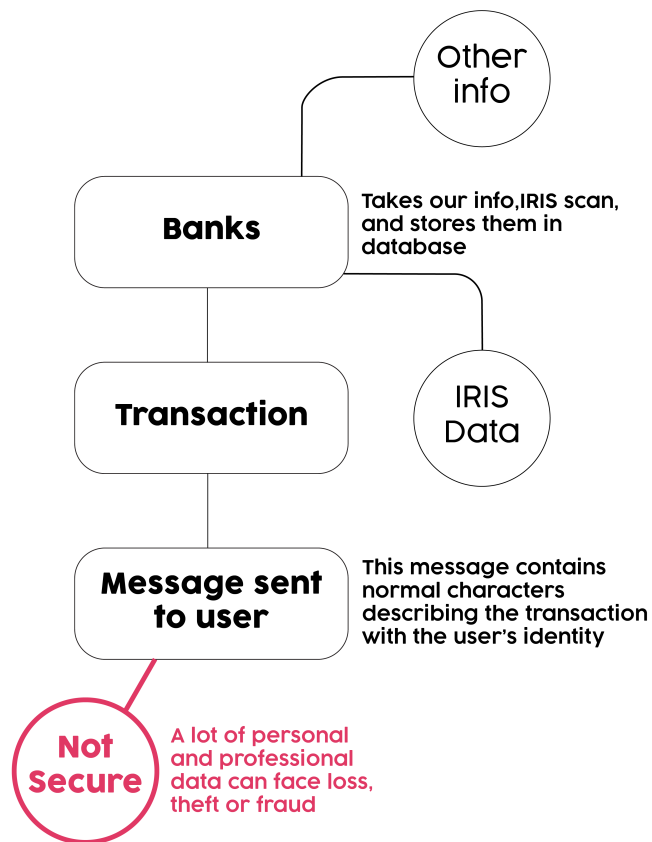 Other
info
Banks
Takes our info,IRIS scan,
and stores them in
database
Transaction
IRIS
Data
Message sent
to user
This message contains
normal characters
describing the transaction
with the user's identity
Not
Secure
A lot of personal
and professional
data can face loss,
theft or fraud